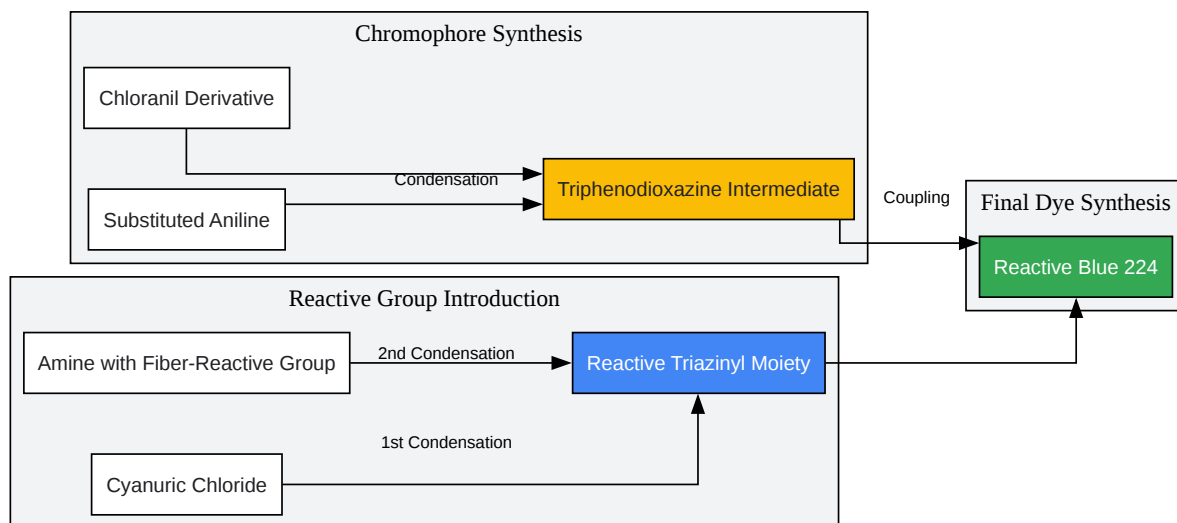 Chromophore Synthesis
Chloranil Derivative
Condensation
Triphenodioxazine Intermediate
Substituted Aniline
Coupling
Final Dye Synthesis
Reactive Blue 224
Reactive Group Introduction
Amine with Fiber-Reactive Group
2nd Condensation
Reactive Triazinyl Moiety
1st Condensation
Cyanuric Chloride